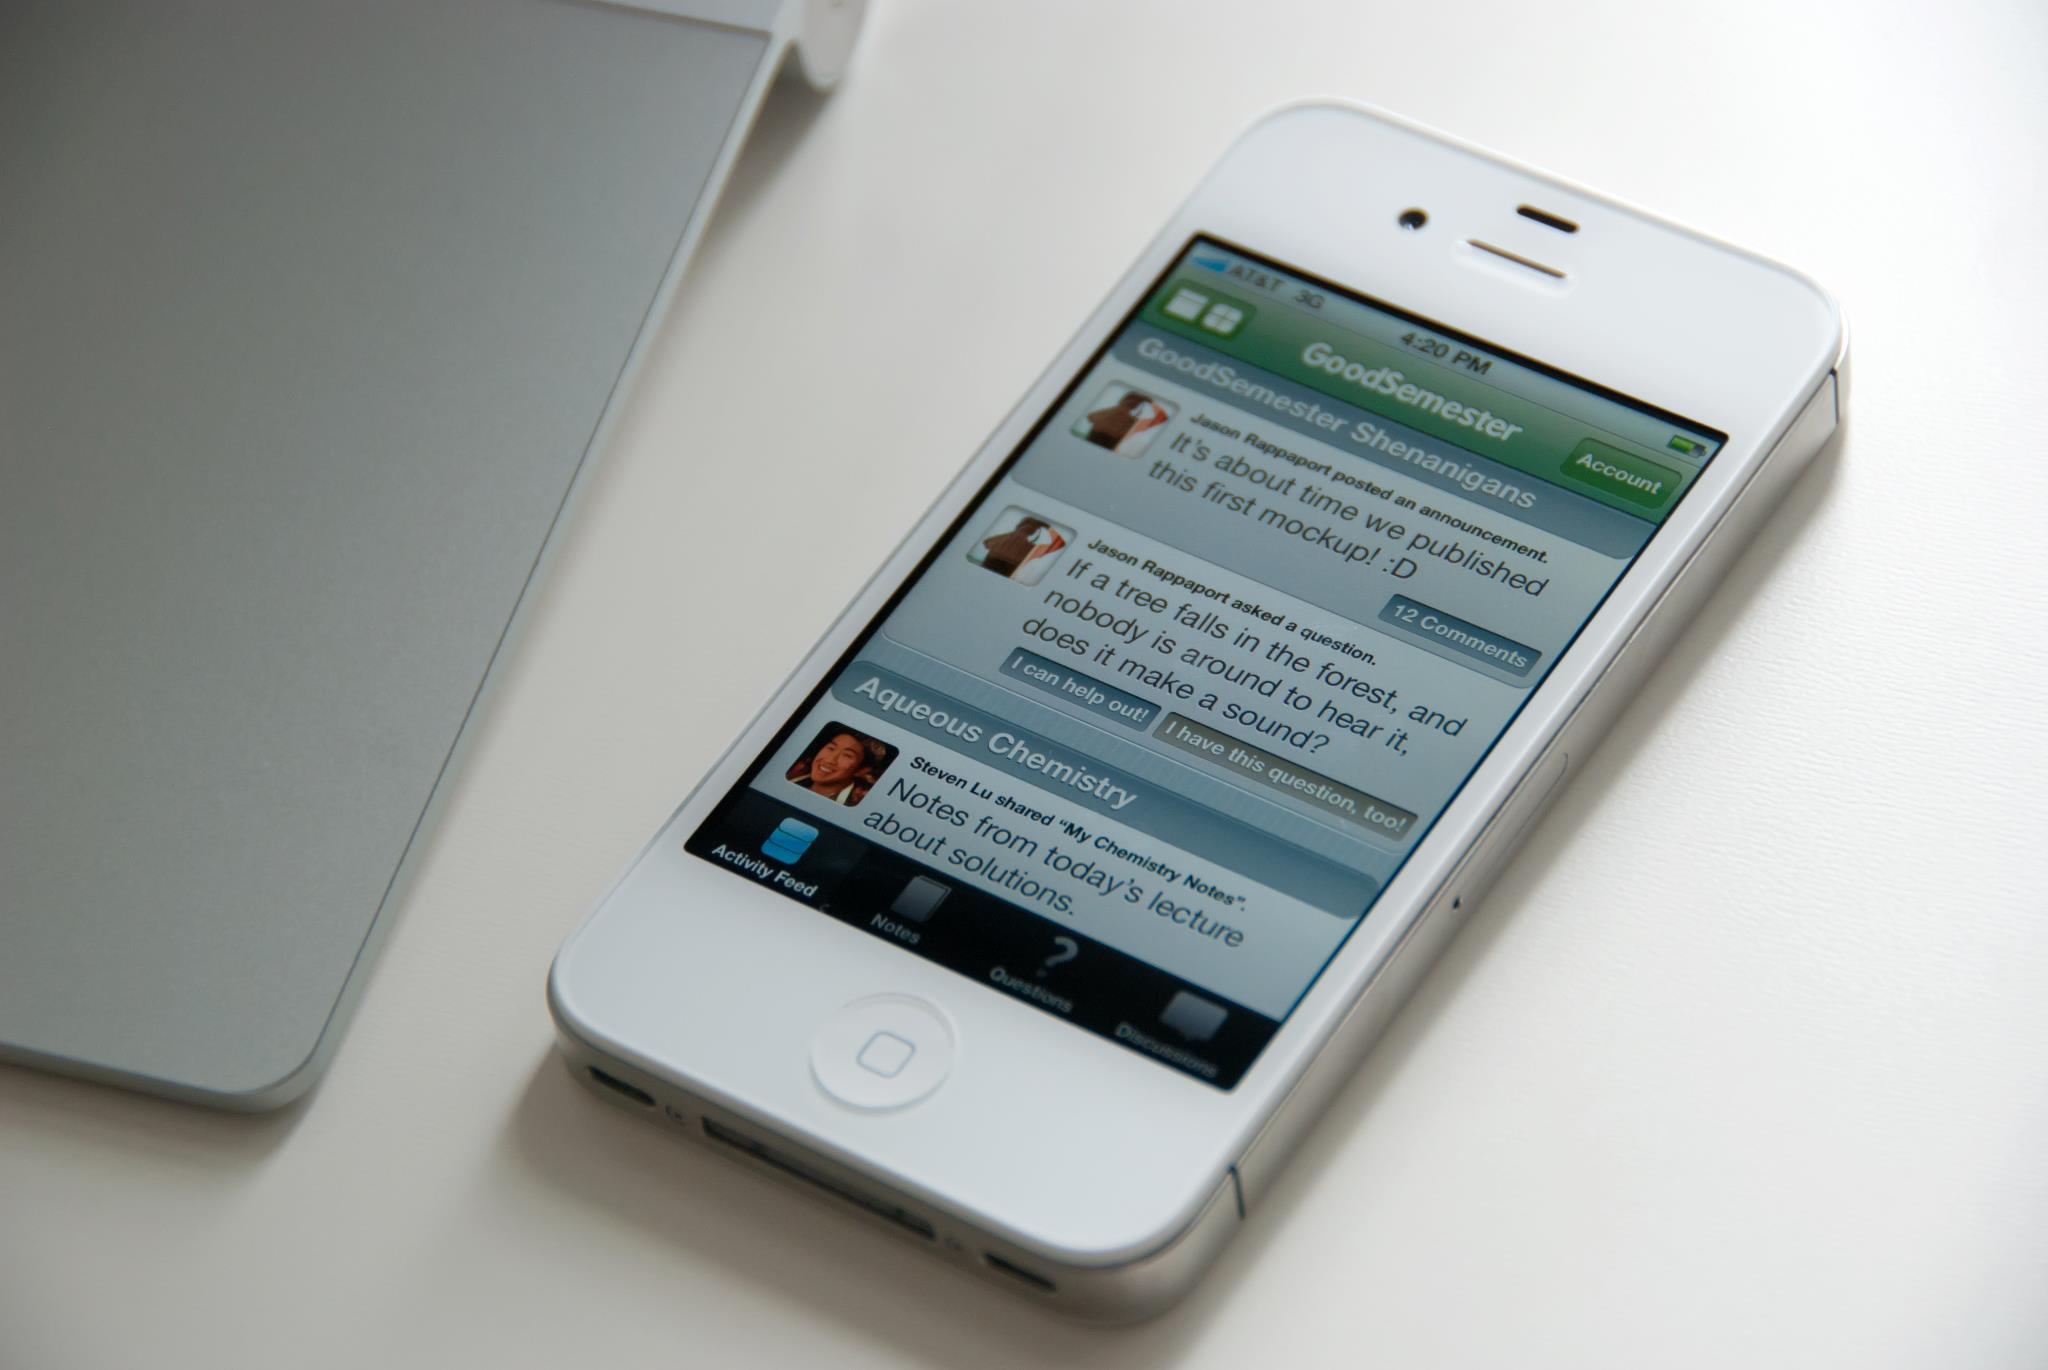 AT&T 3G
4:20 PM
GoodSemester
Account
GoodSemester Shenanigans
Jason Rappaport posted an announcement.
It's about time we published
this first mockup! :D
12 Comments
Jason Rappaport asked a question.
If a tree falls in the forest, and
nobody is around to hear it,
does it make a sound?
I can help out!
I have this question, too!
Aqueous Chemistry
Steven Lu shared “My Chemistry Notes”.
Notes from today's lecture
about solutions.
Activity Feed
Notes
?
Questions
Discussions